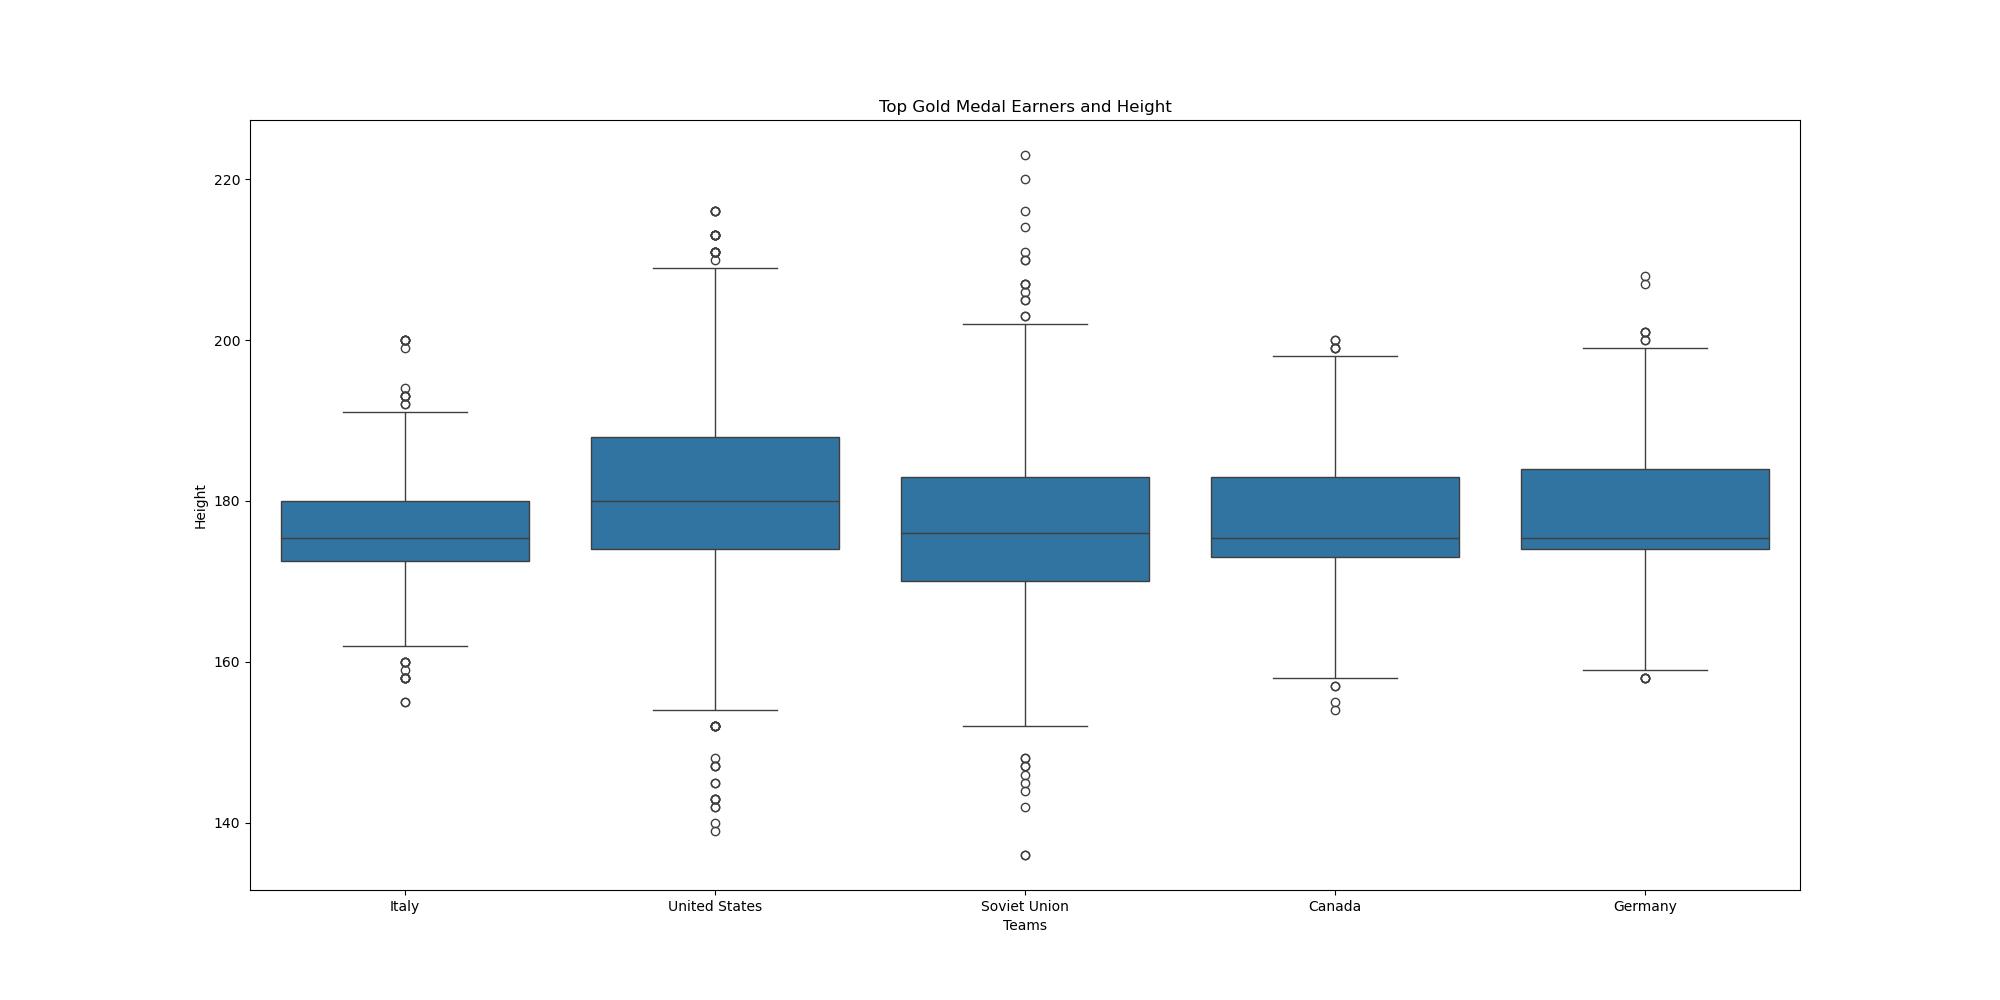 Top Gold Medal Earners and Height
220
200
180
160
140
Height
Italy United States Soviet Union Canada Germany
Teams